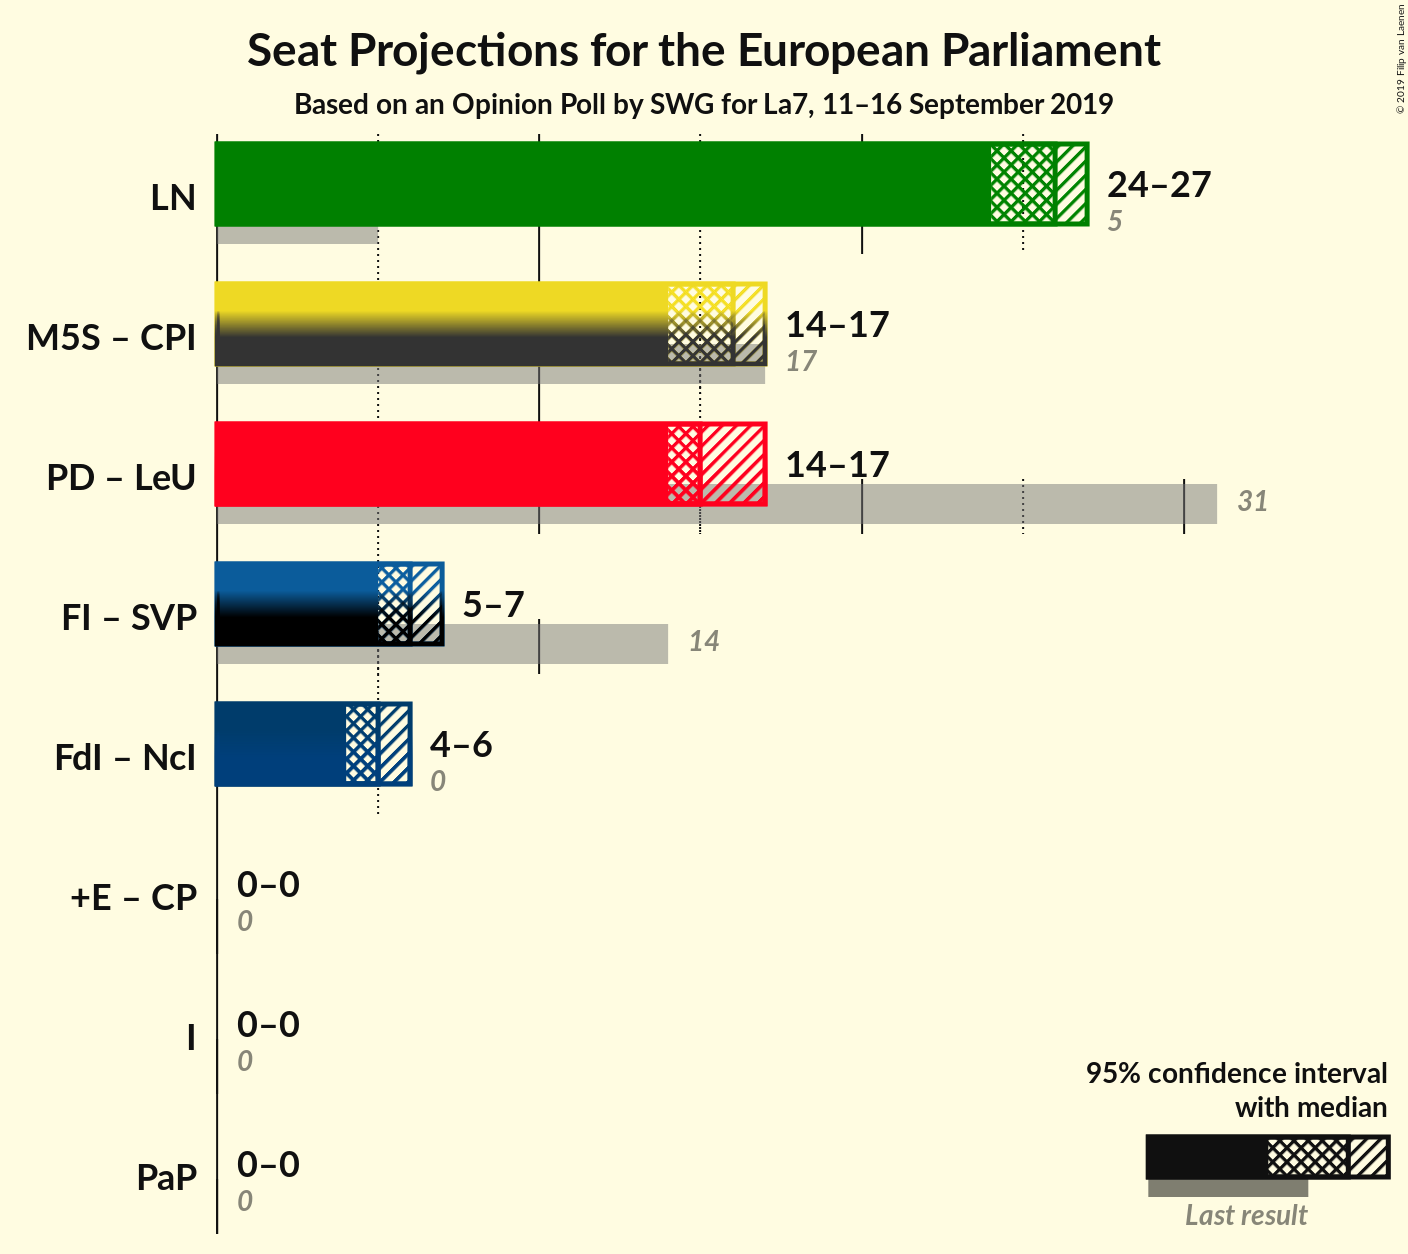 Seat Projections for the European Parliament
Based on an Opinion Poll by SWG for La7, 11–16 September 2019
© 2019 Filip van Laenen
LN
24–27
5
M5S – CPI
14–17
17
PD – LeU
14–17
31
FI – SVP
5–7
14
FdI – NcI
4–6
0
+E – CP
0–0
0
I
0–0
0
PaP
0–0
0
95% confidence interval
with median
Last result